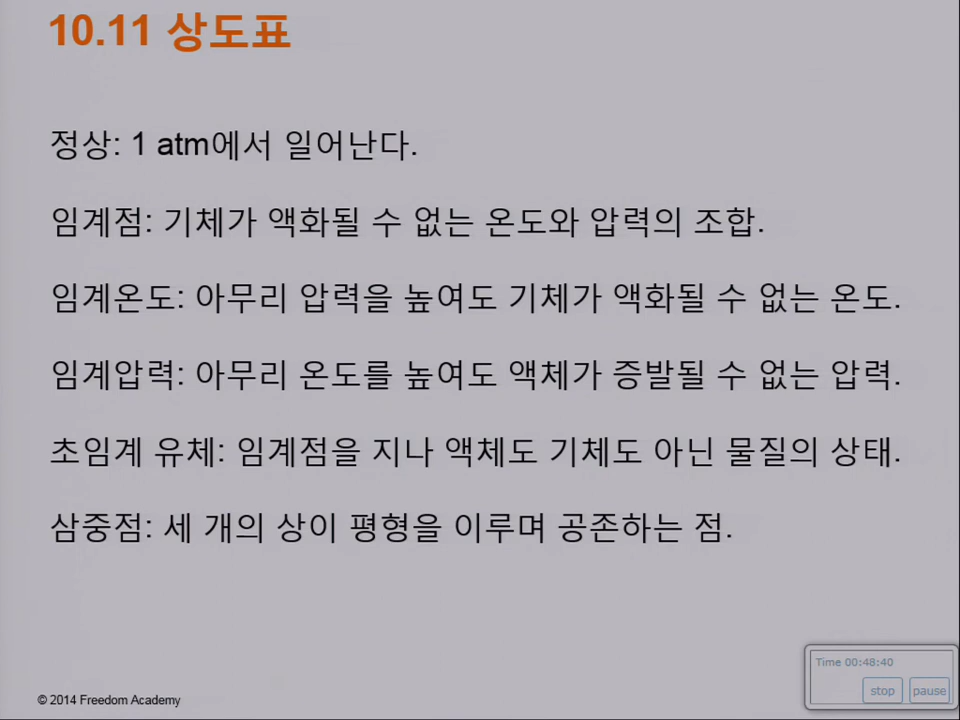 10.11 상도표
정상: 1 atm에서 일어난다.
임계점: 기체가 액화될 수 없는 온도와 압력의 조합.
임계온도: 아무리 압력을 높여도 기체가 액화될 수 없는 온도.
임계압력: 아무리 온도를 높여도 액체가 증발될 수 없는 압력.
초임계 유체: 임계점을 지나 액체도 기체도 아닌 물질의 상태.
삼중점: 세 개의 상이 평형을 이루며 공존하는 점.
Time 00:48:40
stop pause
© 2014 Freedom Academy